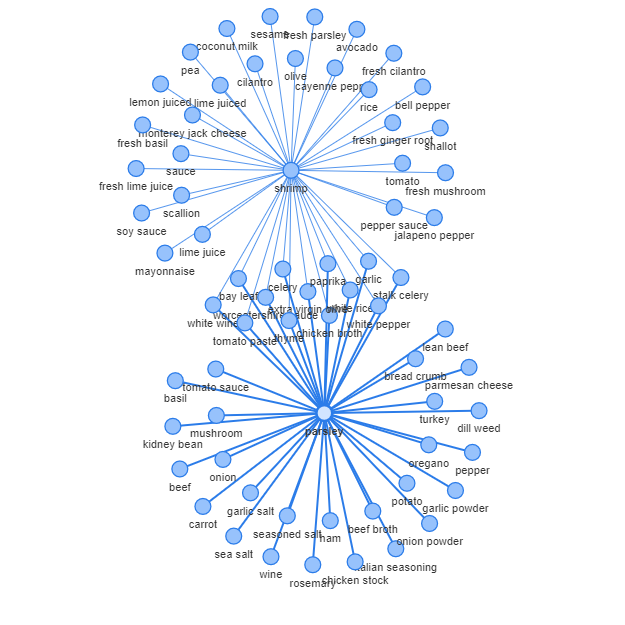 sesame
fresh parsley
coconut milk
avocado
pea
cilantro
olive
fresh cilantro
cayenne pepp
lemon juiced
lime juiced
rice
bell pepper
monterey jack cheese
fresh basil
fresh ginger root
shallot
sauce
tomato
fresh lime juice
shrimp
fresh mushroom
scallion
soy sauce
pepper sauce
jalapeno pepper
lime juice
mayonnaise
bay leaf
celery
paprika
garlic
stalk celery
white wine
extra virgin
white rice
white pepper
tomato paste
thyme
chicken broth
lean beef
bread crumb
tomato sauce
parmesan cheese
basil
turkey
dill weed
mushroom
parsley
kidney bean
oregano
pepper
onion
beef
potato
garlic powder
garlic salt
carrot
seasoned salt
ham
beef broth
onion powder
sea salt
italian seasoning
wine
rosemary
chicken stock